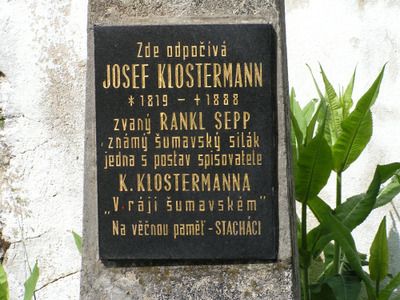 Zde odpočívá
JOSEF KLOSTERMANN
* 1819 - † 1888
zvaný RANKL SEPP
známý šumavský silák
jedna s postav spisovatele
K. KLOSTERMANNA
„V ráji šumavském"
Na věčnou paměť - STACHÁCI